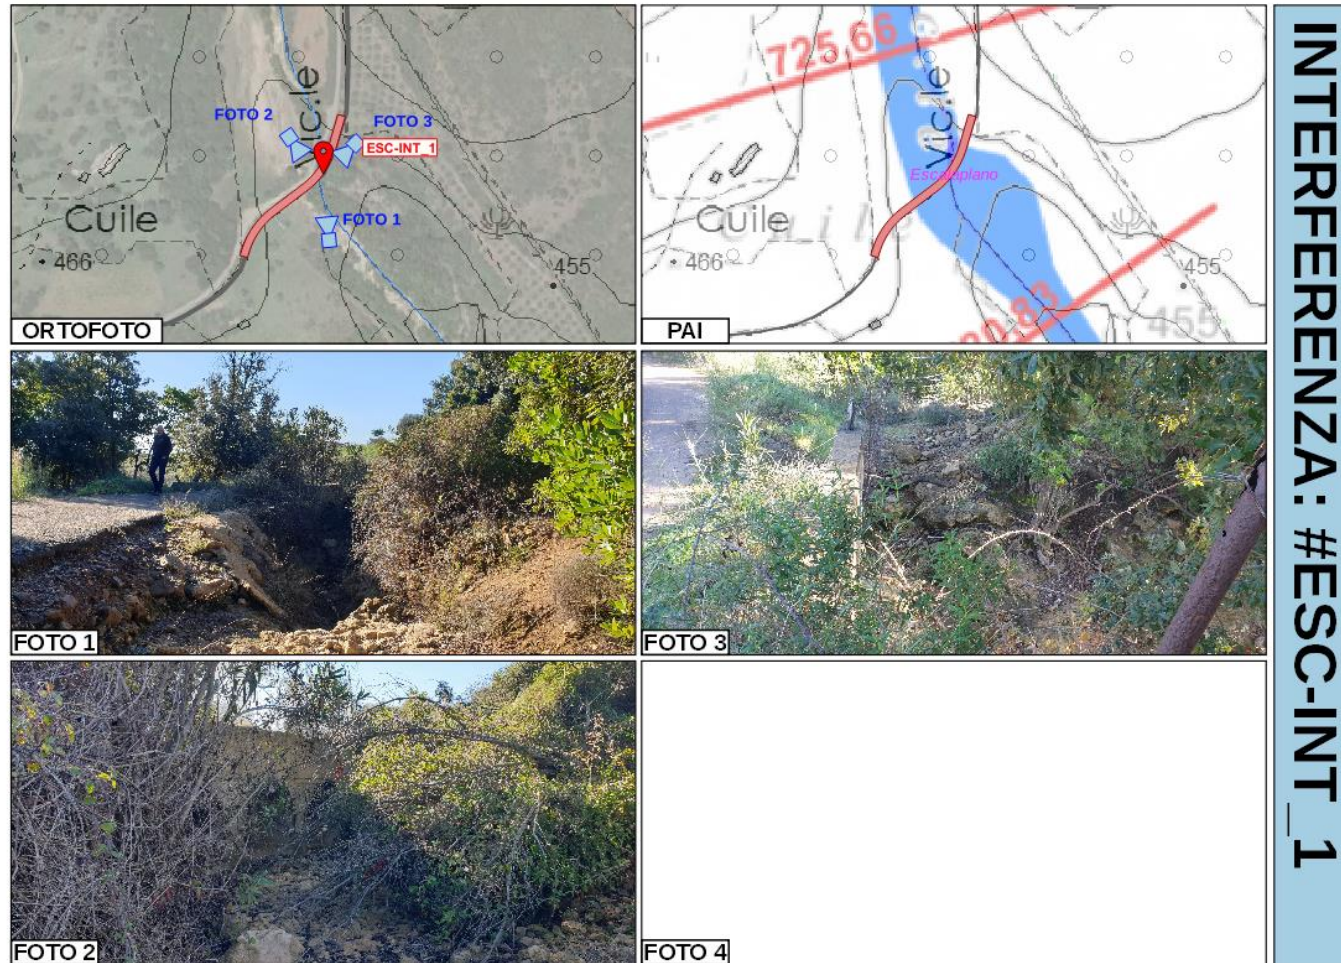 FOTO 2
FOTO 3
ESC-INT_1
Vic.le
FOTO 1
Cuile
466
455
ORTOFOTO
725,66
Vic.le
Escalaplano
Cuile
466
455
455
PAI
FOTO 1
FOTO 3
FOTO 2
FOTO 4
INTERFERENZA: #ESC-INT_1